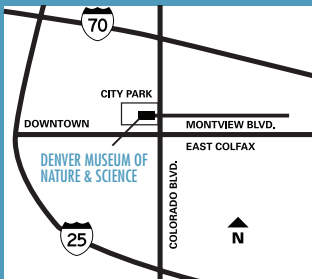 70
CITY PARK
DOWNTOWN
MONTVIEW BLVD.
EAST COLFAX
DENVER MUSEUM OF
NATURE & SCIENCE
COLORADO BLVD.
25
N